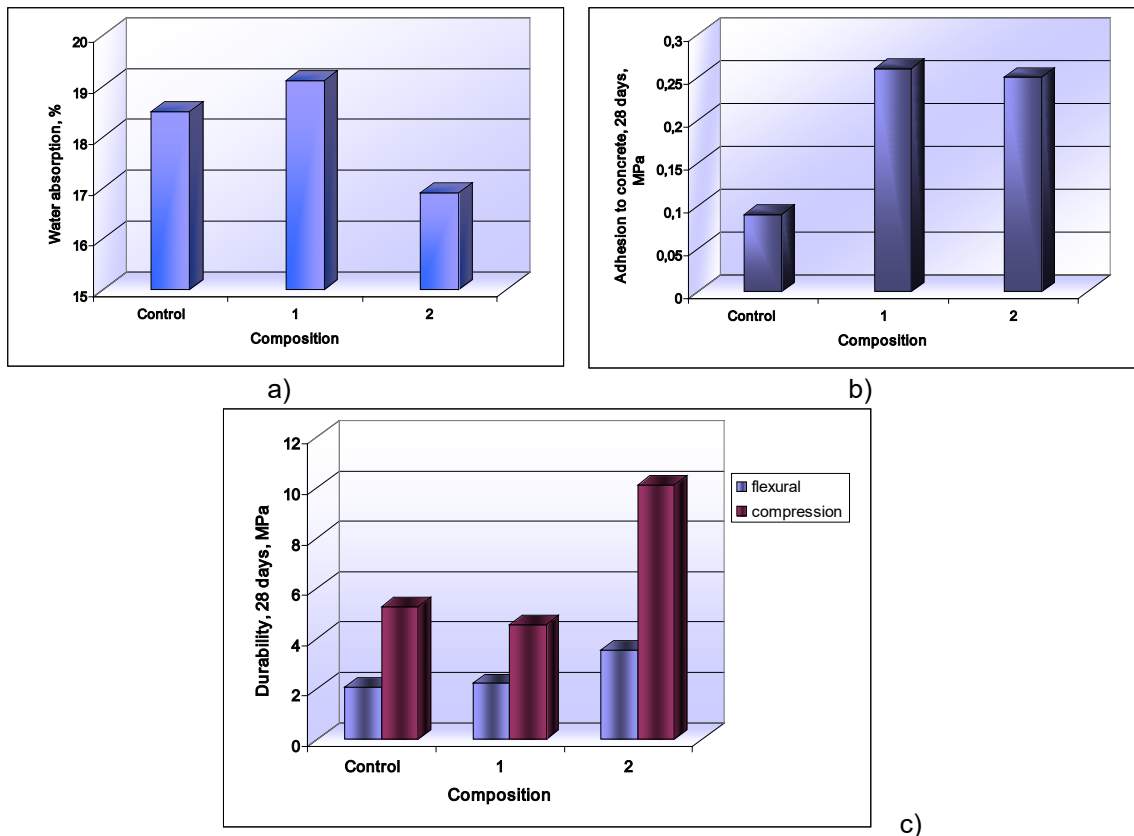 20
19
18
17
16
15
Water absorption, %
Control 1 2
Composition
a)
0,3
0,25
0,2
0,15
0,1
0,05
0
Adhesion to concrete, 28 days,
MPa
Control 1 2
Composition
b)
12
10
8
6
4
2
0
Durability, 28 days, MPa
Control 1 2
Composition
flexural
compression
c)